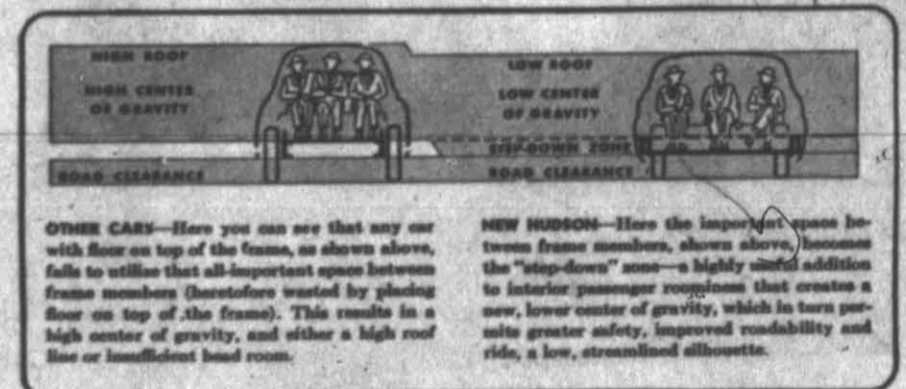 HIGH ROOF
HIGH CENTER
OF GRAVITY
ROAD CLEARANCE
LOW ROOF
LOW CENTER
OF GRAVITY
STEP-DOWN ZONE
ROAD CLEARANCE
OTHER CARS—Here you can see that any car
with floor on top of the frame, as shown above,
fails to utilize that all-important space between
frame members (heretofore wasted by placing
floor on top of the frame). This results in a
high center of gravity, and either a high roof
line or insufficient head room.
NEW HUDSON—Here the important space be-
tween frame members, shown above, becomes
the "step-down" zone—a highly useful addition
to interior passenger roominess that creates a
new, lower center of gravity, which in turn per-
mits greater safety, improved roadability and
ride, a low, streamlined silhouette.